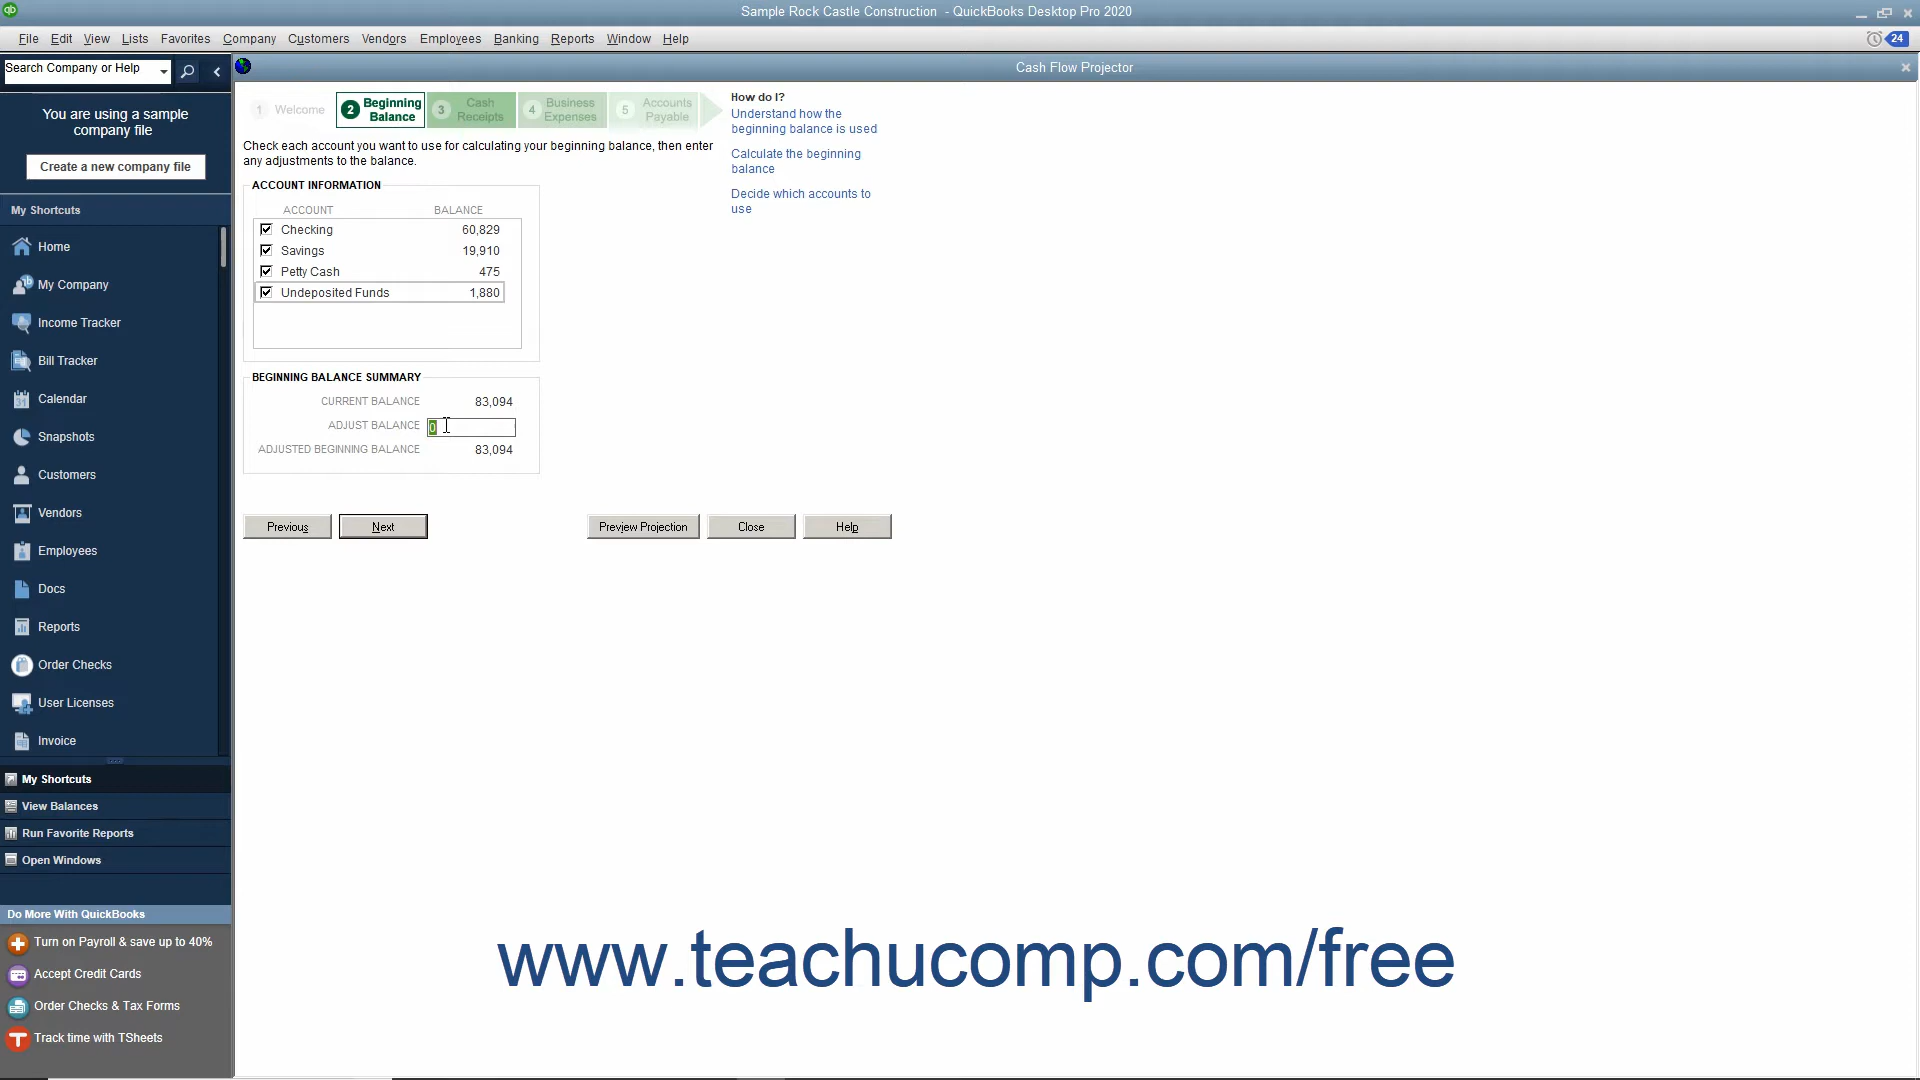 Sample Rock Castle Construction - QuickBooks Desktop Pro 2020
File Edit View Lists Favorites Company Customers Vendors Employees Banking Reports Window Help
24
Search Company or Help
Cash Flow Projector
You are using a sample
company file
Create a new company file
My Shortcuts
Home
My Company
Income Tracker
Bill Tracker
Calendar
Snapshots
Customers
Vendors
Employees
Docs
Reports
Order Checks
User Licenses
Invoice
My Shortcuts
View Balances
Run Favorite Reports
Open Windows
Do More With QuickBooks
Turn on Payroll & save up to 40%
Accept Credit Cards
Order Checks & Tax Forms
Track time with TSheets
1 Welcome
2 Beginning
Balance
3 Cash
Receipts
4 Business
Expenses
5 Accounts
Payable
How do I?
Understand how the
beginning balance is used
Calculate the beginning
balance
Decide which accounts to
use
Check each account you want to use for calculating your beginning balance, then enter
any adjustments to the balance.
ACCOUNT INFORMATION
ACCOUNT BALANCE
Checking 60,829
Savings 19,910
Petty Cash 475
Undeposited Funds 1,880
BEGINNING BALANCE SUMMARY
CURRENT BALANCE 83,094
ADJUST BALANCE 0
ADJUSTED BEGINNING BALANCE 83,094
Previous Next Preview Projection Close Help
www.teachucomp.com/free